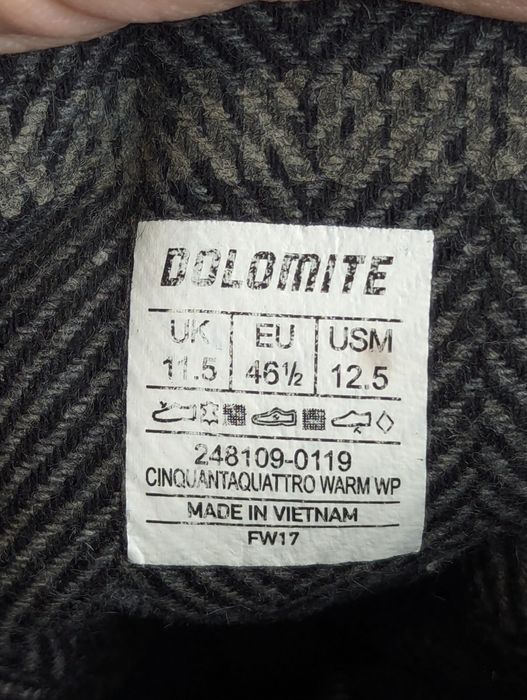 DOLOMITE
UK EU USM
11.5 46½ 12.5
248109-0119
CINQUANTAQUATTRO WARM WP
MADE IN VIETNAM
FW17